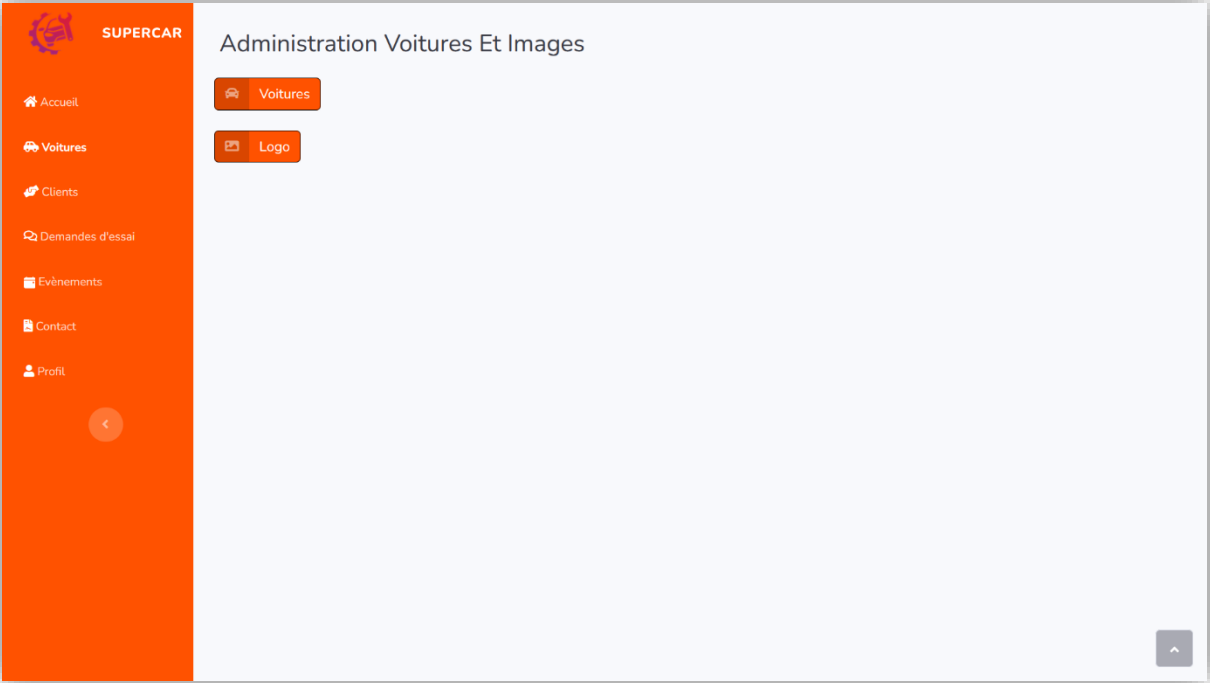 SUPERCAR
Accueil
Voitures
Clients
Demandes d'essai
Evènements
Contact
Profil
Administration Voitures Et Images
Voitures
Logo